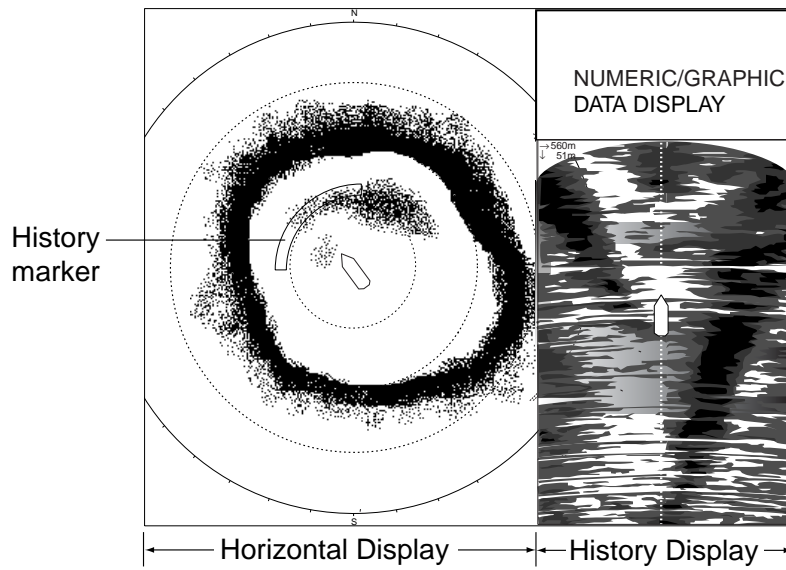 N
NUMERIC/GRAPHIC
DATA DISPLAY
→560m
↓ 51m
History
marker
S
Horizontal Display
History Display